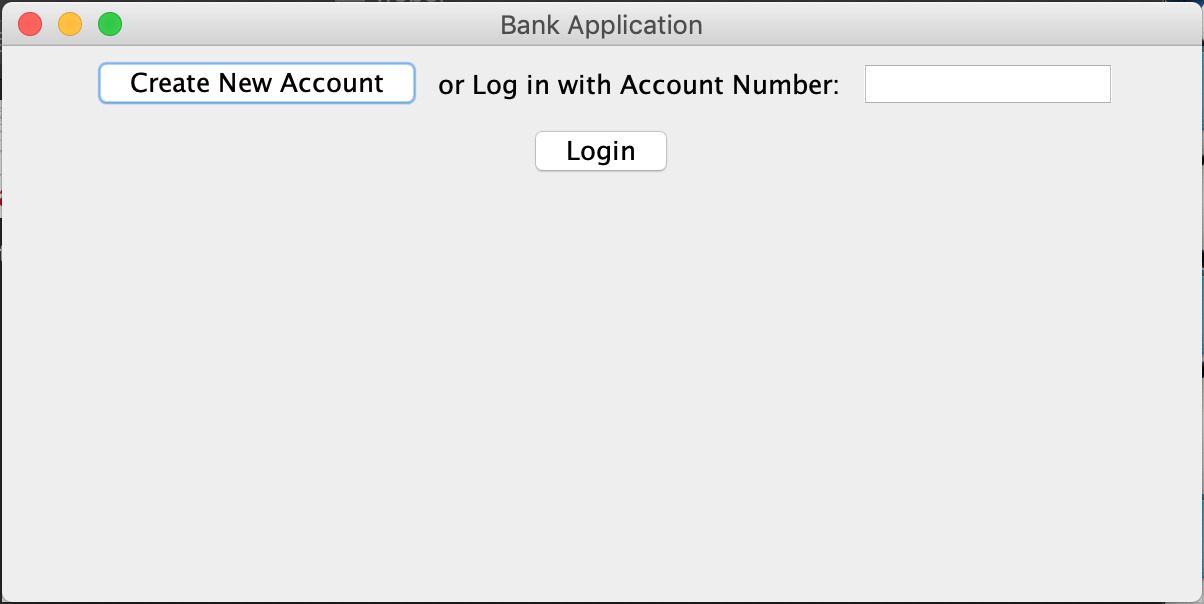 Bank Application
Create New Account or Log in with Account Number:
Login